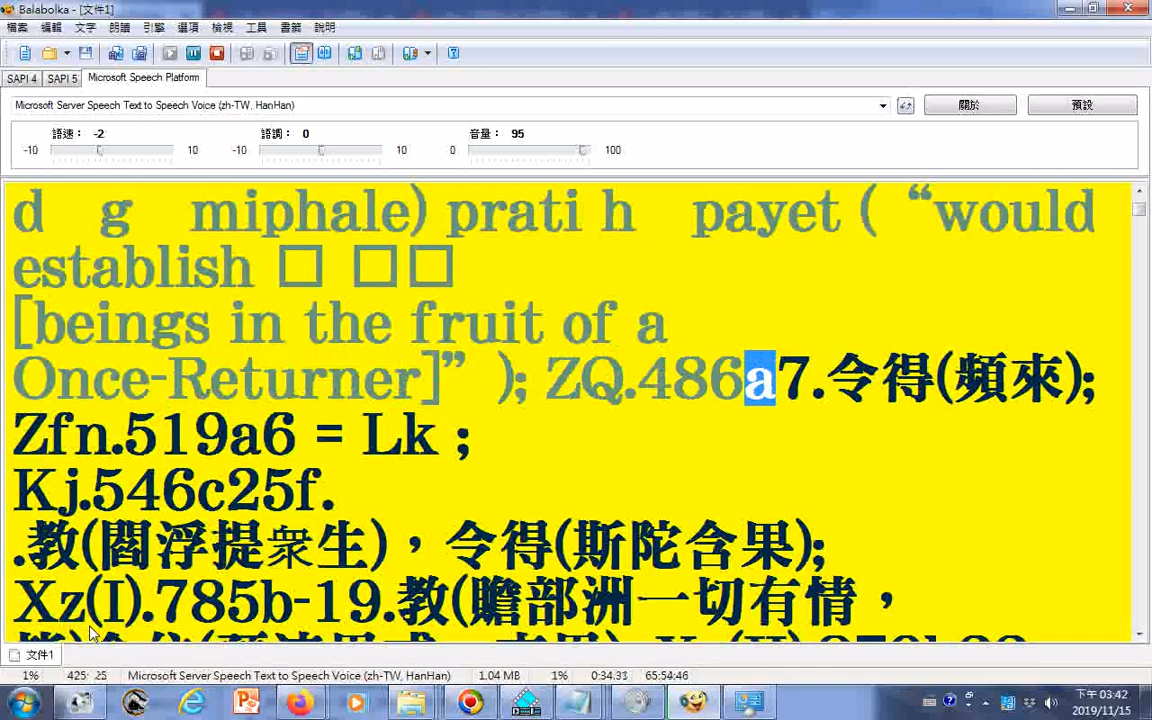 Balabolka - [文件1]
檔案 編輯 文字 朗讀 引擎 選項 檢視 工具 書籤 說明
SAPI 4 SAPI 5 Microsoft Speech Platform
Microsoft Server Speech Text to Speech Voice (zh-TW, HanHan) 關於 預設
語速： -2 語調： 0 音量： 95
-10 10 -10 10 0 100
d g miphale) prati h payet (“would
establish □ □□
[beings in the fruit of a
Once-Returner]”); ZQ.486a7.令得(頻來);
Zfn.519a6 = Lk ;
Kj.546c25f.
.教(閻浮提衆生)，令得(斯陀含果);
Xz(I).785b-19.教(贍部洲一切有情，
文件1
1% 425: 25 Microsoft Server Speech Text to Speech Voice (zh-TW, HanHan) 1.04 MB 1% 0:34:31 65:54:46
下午 03:42
2019/11/15